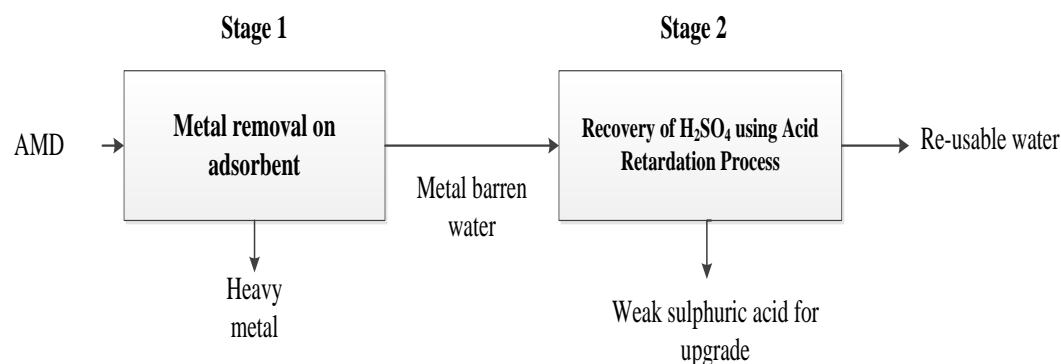 Stage 1
Stage 2
AMD
Metal removal on
adsorbent
Metal barren
water
Recovery of H₂SO₄ using Acid
Retardation Process
Re-usable water
Heavy
metal
Weak sulphuric acid for
upgrade